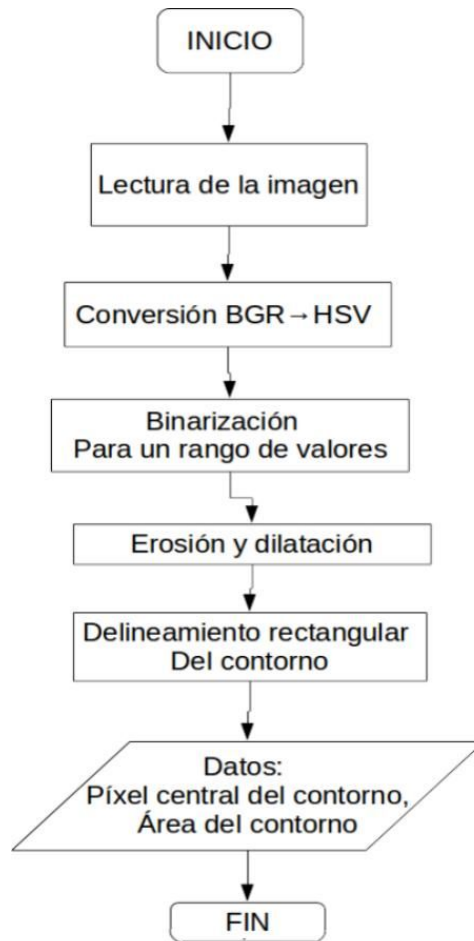 INICIO
Lectura de la imagen
Conversión BGR→HSV
Binarización
Para un rango de valores
Erosión y dilatación
Delineamiento rectangular
Del contorno
Datos:
Píxel central del contorno,
Área del contorno
FIN